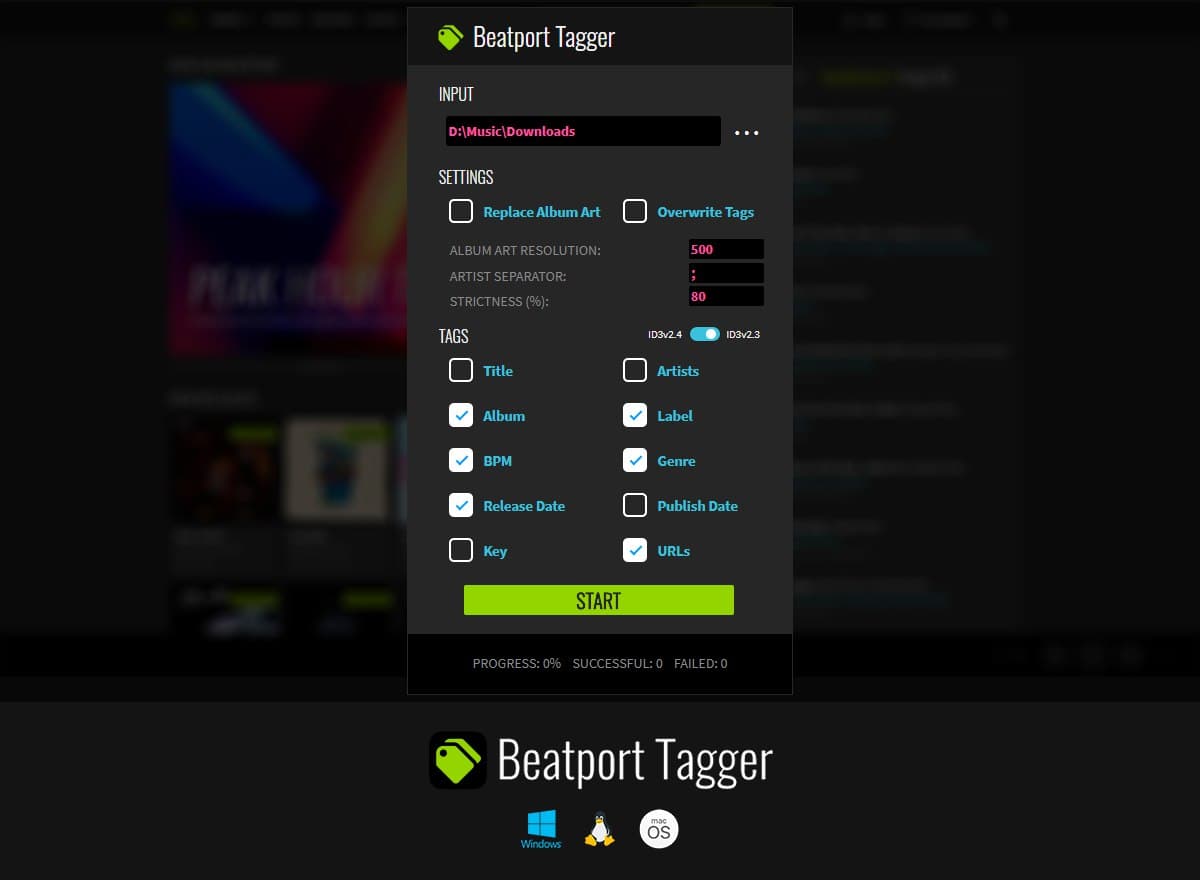 Beatport Tagger
INPUT
D:\Music\Downloads
...
SETTINGS
Replace Album Art Overwrite Tags
ALBUM ART RESOLUTION: 500
ARTIST SEPARATOR: ;
STRICTNESS (%): 80
TAGS ID3v2.4 ID3v2.3
Title Artists
Album Label
BPM Genre
Release Date Publish Date
Key URLs
START
PROGRESS: 0% SUCCESSFUL: 0 FAILED: 0
Beatport Tagger
Windows
mac
OS